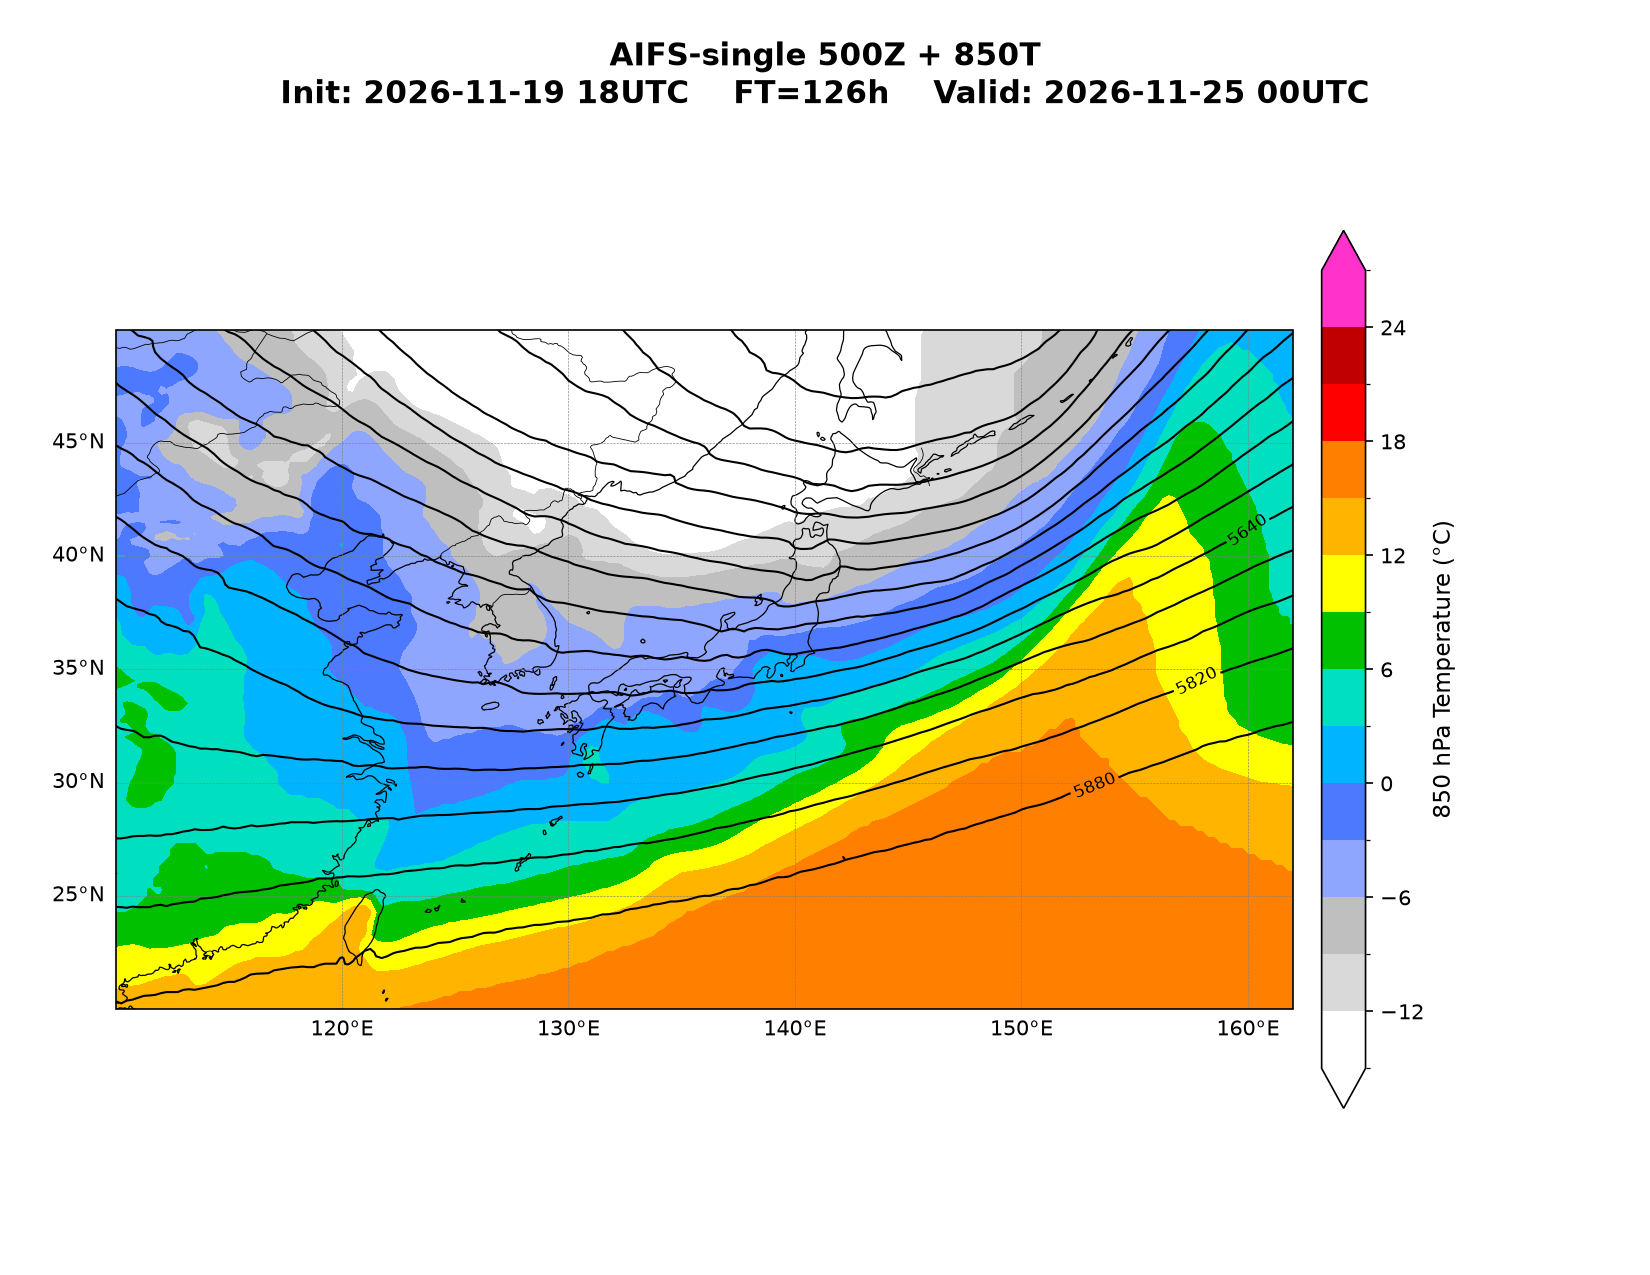 AIFS-single 500Z + 850T
Init: 2026-11-19 18UTC    FT=126h    Valid: 2026-11-25 00UTC
24
18
12
6
0
−6
−12
850 hPa Temperature (°C)
45°N
40°N
35°N
30°N
25°N
5640
5820
5880
120°E
130°E
140°E
150°E
160°E